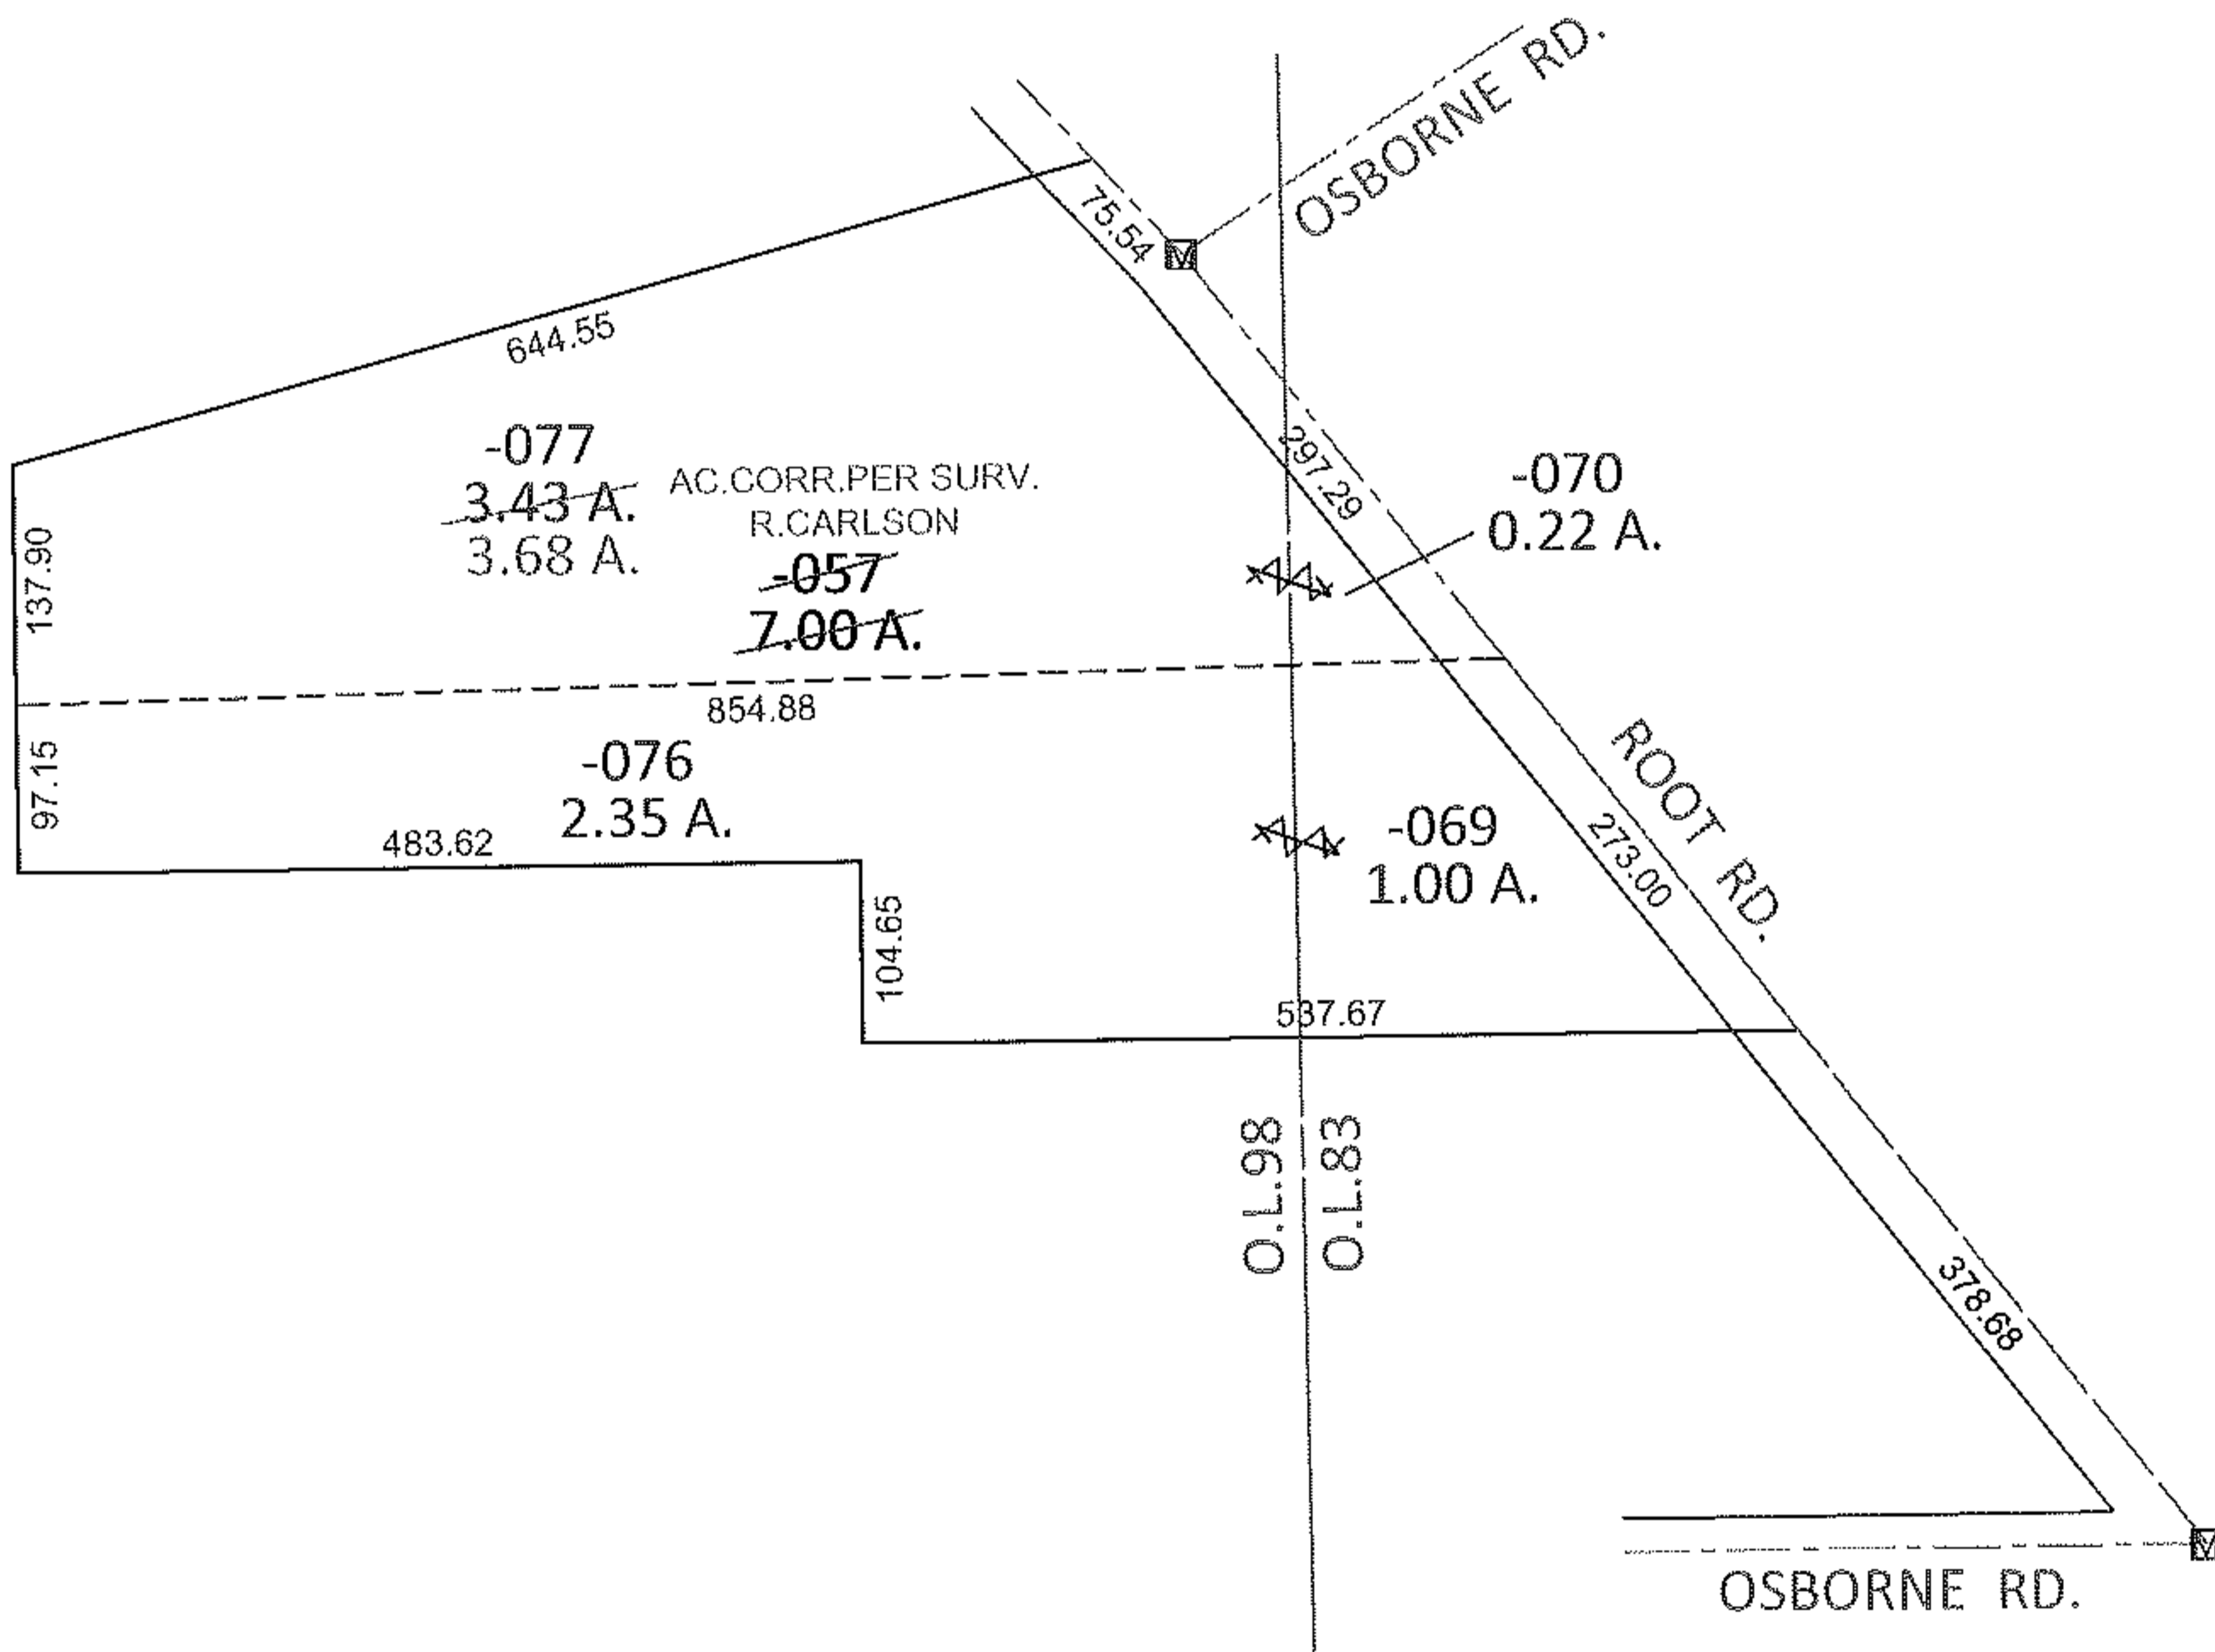 OSBORNE RD.
75.54
644.55
297.29
-077
3.43 A.
3.68 A.
AC.CORR.PER SURV.
R.CARLSON
-057
7.00 A.
-070
0.22 A.
137.90
854.88
97.15
-076
2.35 A.
483.62
104.65
-069
1.00 A.
ROOT RD.
273.00
537.67
O.L.98
O.L.83
378.68
OSBORNE RD.